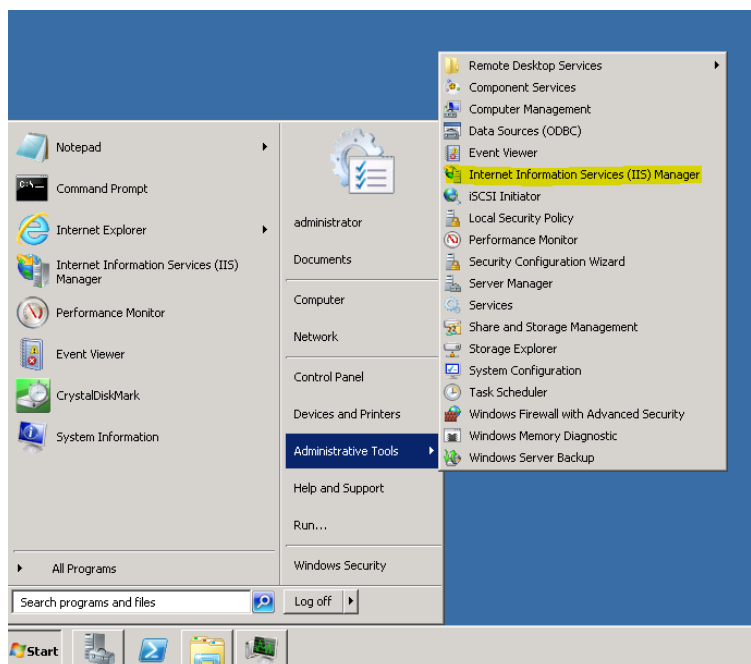 Notepad
Command Prompt
Internet Explorer
Internet Information Services (IIS)
Manager
Performance Monitor
Event Viewer
CrystalDiskMark
System Information
All Programs
Search programs and files
administrator
Documents
Computer
Network
Control Panel
Devices and Printers
Administrative Tools
Help and Support
Run...
Windows Security
Log off
Remote Desktop Services
Component Services
Computer Management
Data Sources (ODBC)
Event Viewer
Internet Information Services (IIS) Manager
iSCSI Initiator
Local Security Policy
Performance Monitor
Security Configuration Wizard
Server Manager
Services
Share and Storage Management
Storage Explorer
System Configuration
Task Scheduler
Windows Firewall with Advanced Security
Windows Memory Diagnostic
Windows Server Backup
Start